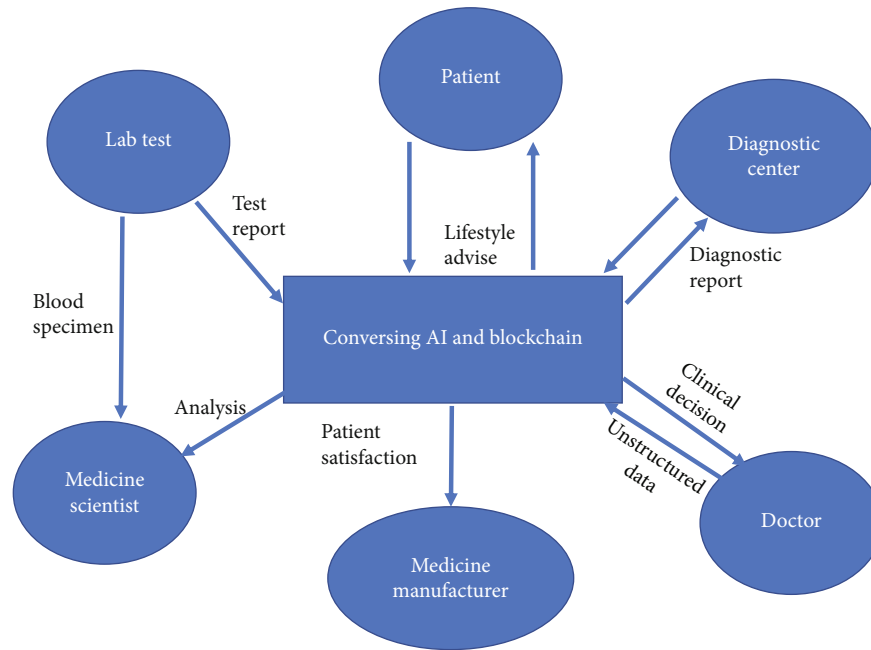 Patient
Lab test
Diagnostic
center
Test
report
Lifestyle
advise
Diagnostic
report
Blood
specimen
Conversing AI and blockchain
Analysis
Patient
satisfaction
Clinical
decision
Unstructured
data
Medicine
scientist
Doctor
Medicine
manufacturer